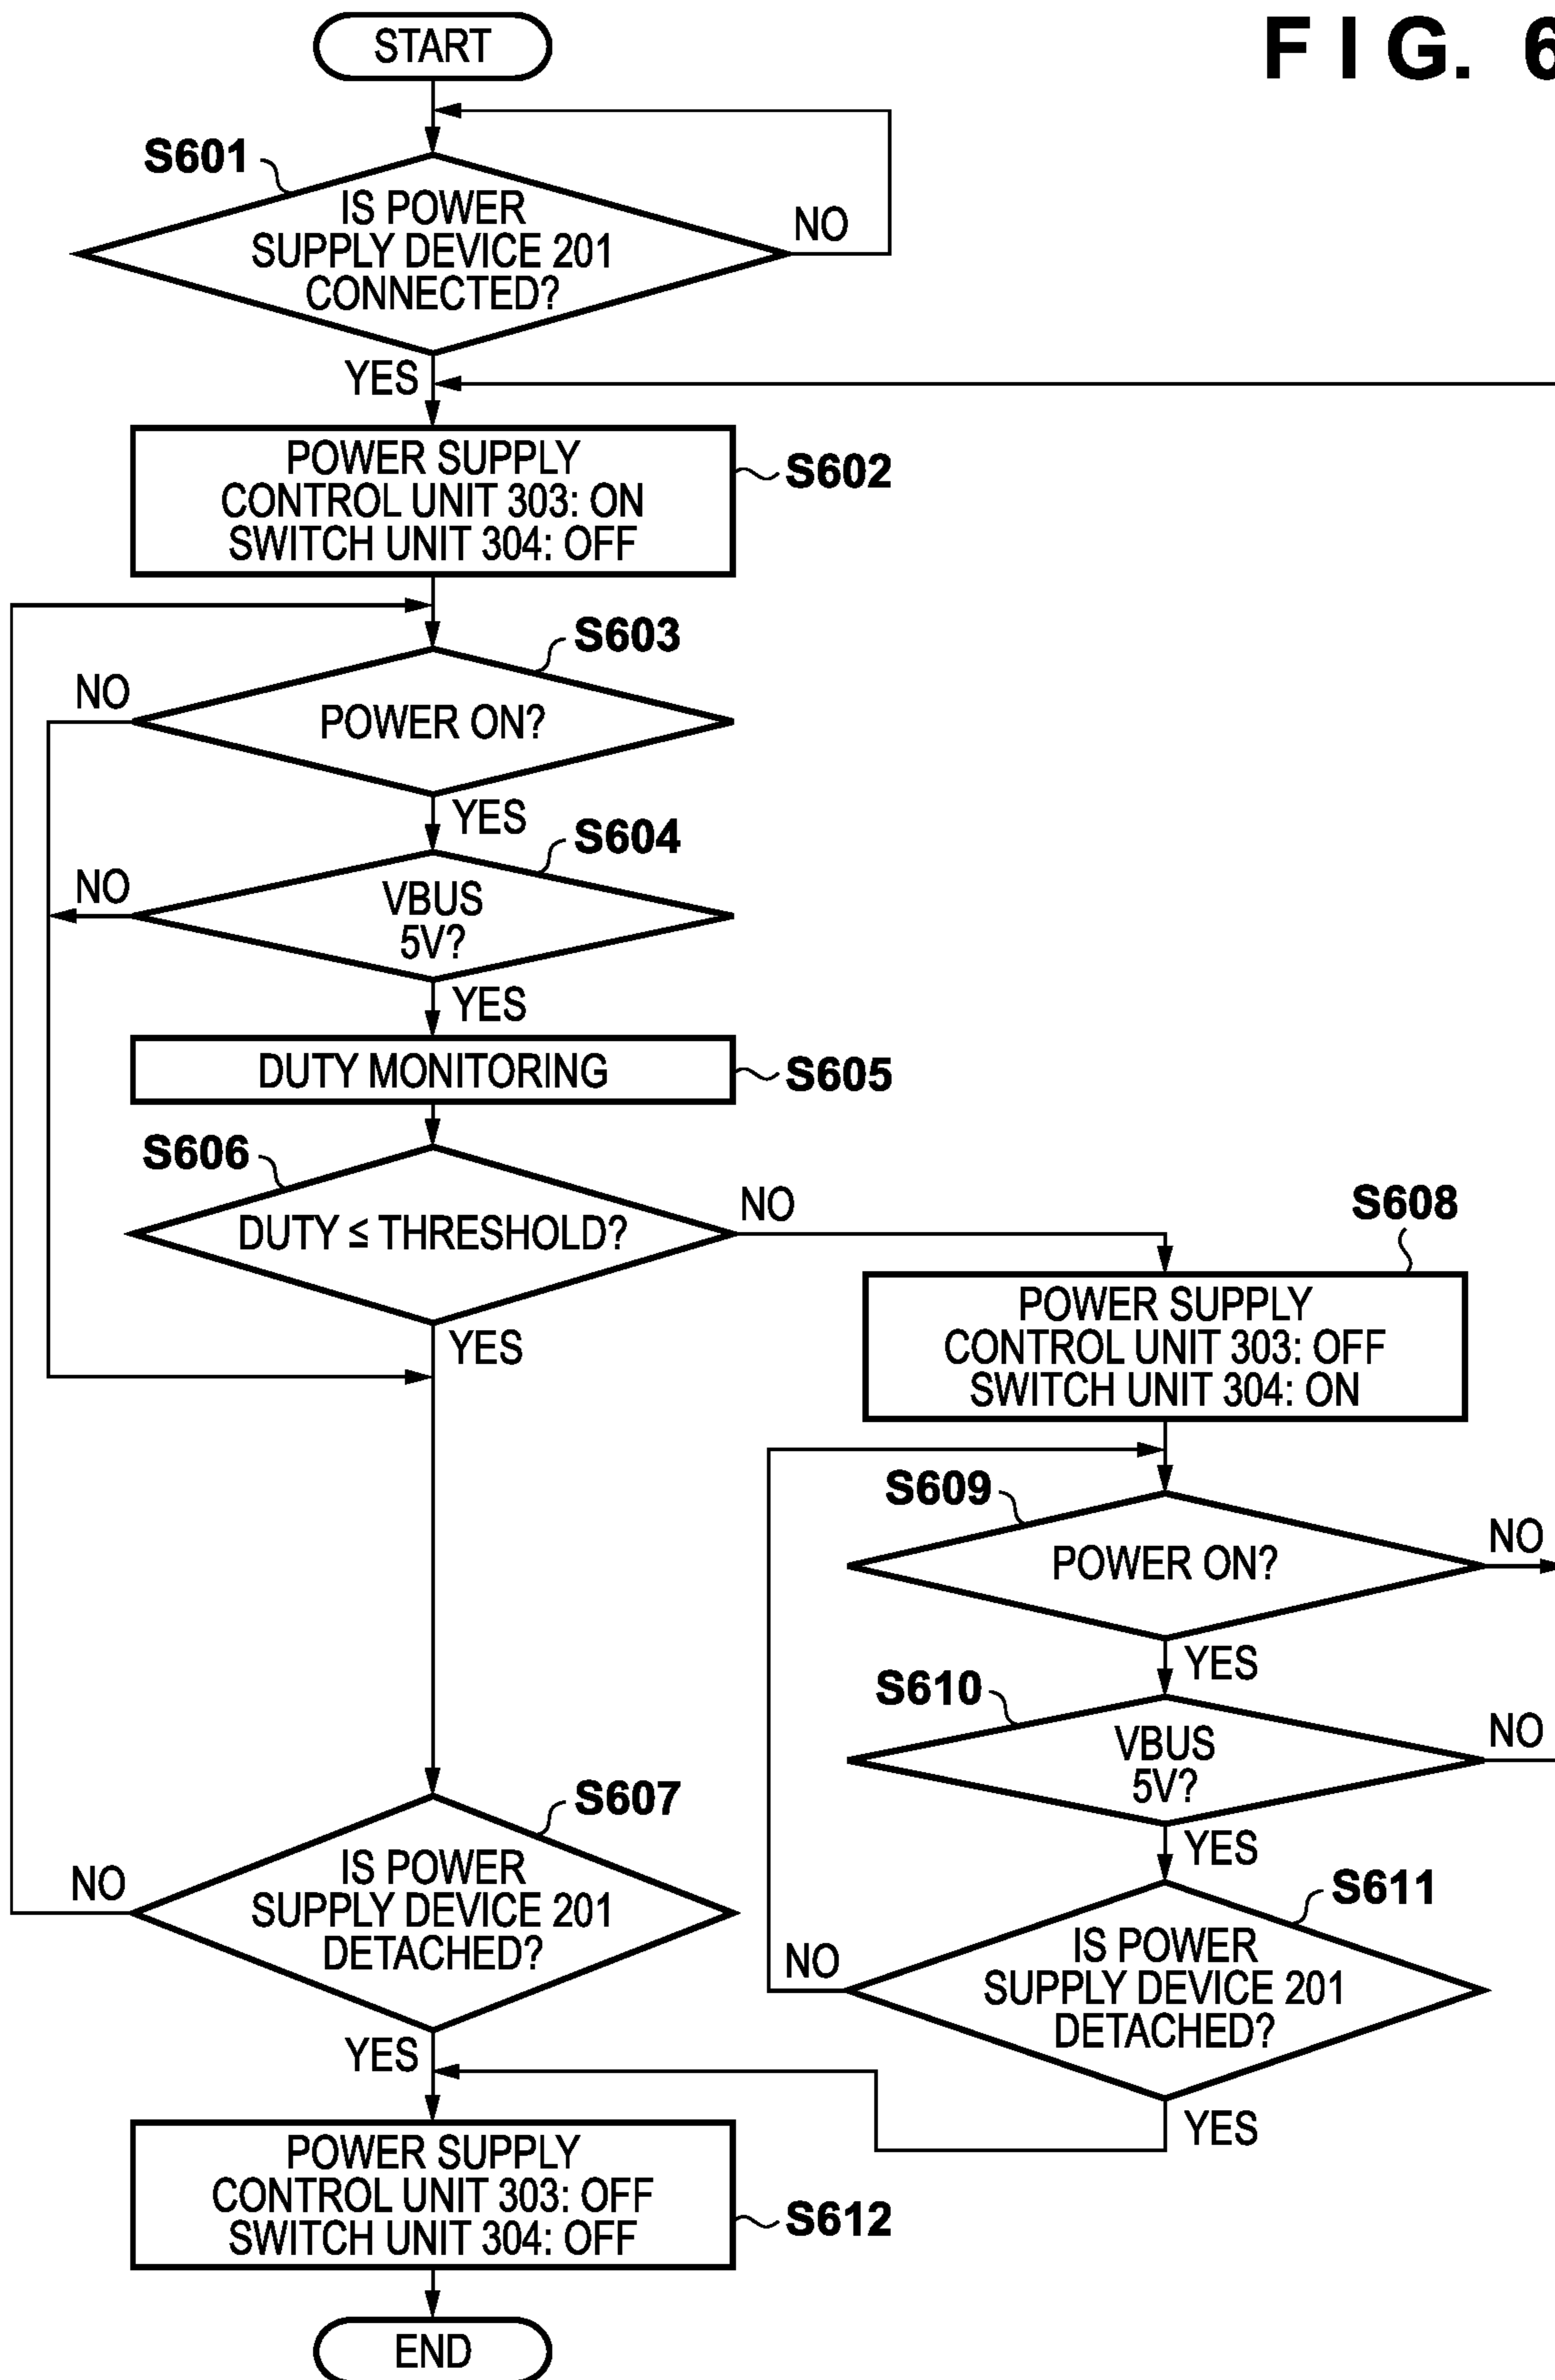 START
F I G. 6
S601
IS POWER
SUPPLY DEVICE 201
CONNECTED?
NO
YES
POWER SUPPLY
CONTROL UNIT 303: ON
SWITCH UNIT 304: OFF
S602
S603
NO
POWER ON?
YES
S604
NO
VBUS
5V?
YES
DUTY MONITORING
S605
S606
DUTY ≤ THRESHOLD?
NO
YES
S608
POWER SUPPLY
CONTROL UNIT 303: OFF
SWITCH UNIT 304: ON
S609
POWER ON?
NO
YES
S610
VBUS
5V?
NO
YES
S607
IS POWER
SUPPLY DEVICE 201
DETACHED?
NO
YES
S611
IS POWER
SUPPLY DEVICE 201
DETACHED?
NO
YES
POWER SUPPLY
CONTROL UNIT 303: OFF
SWITCH UNIT 304: OFF
S612
END